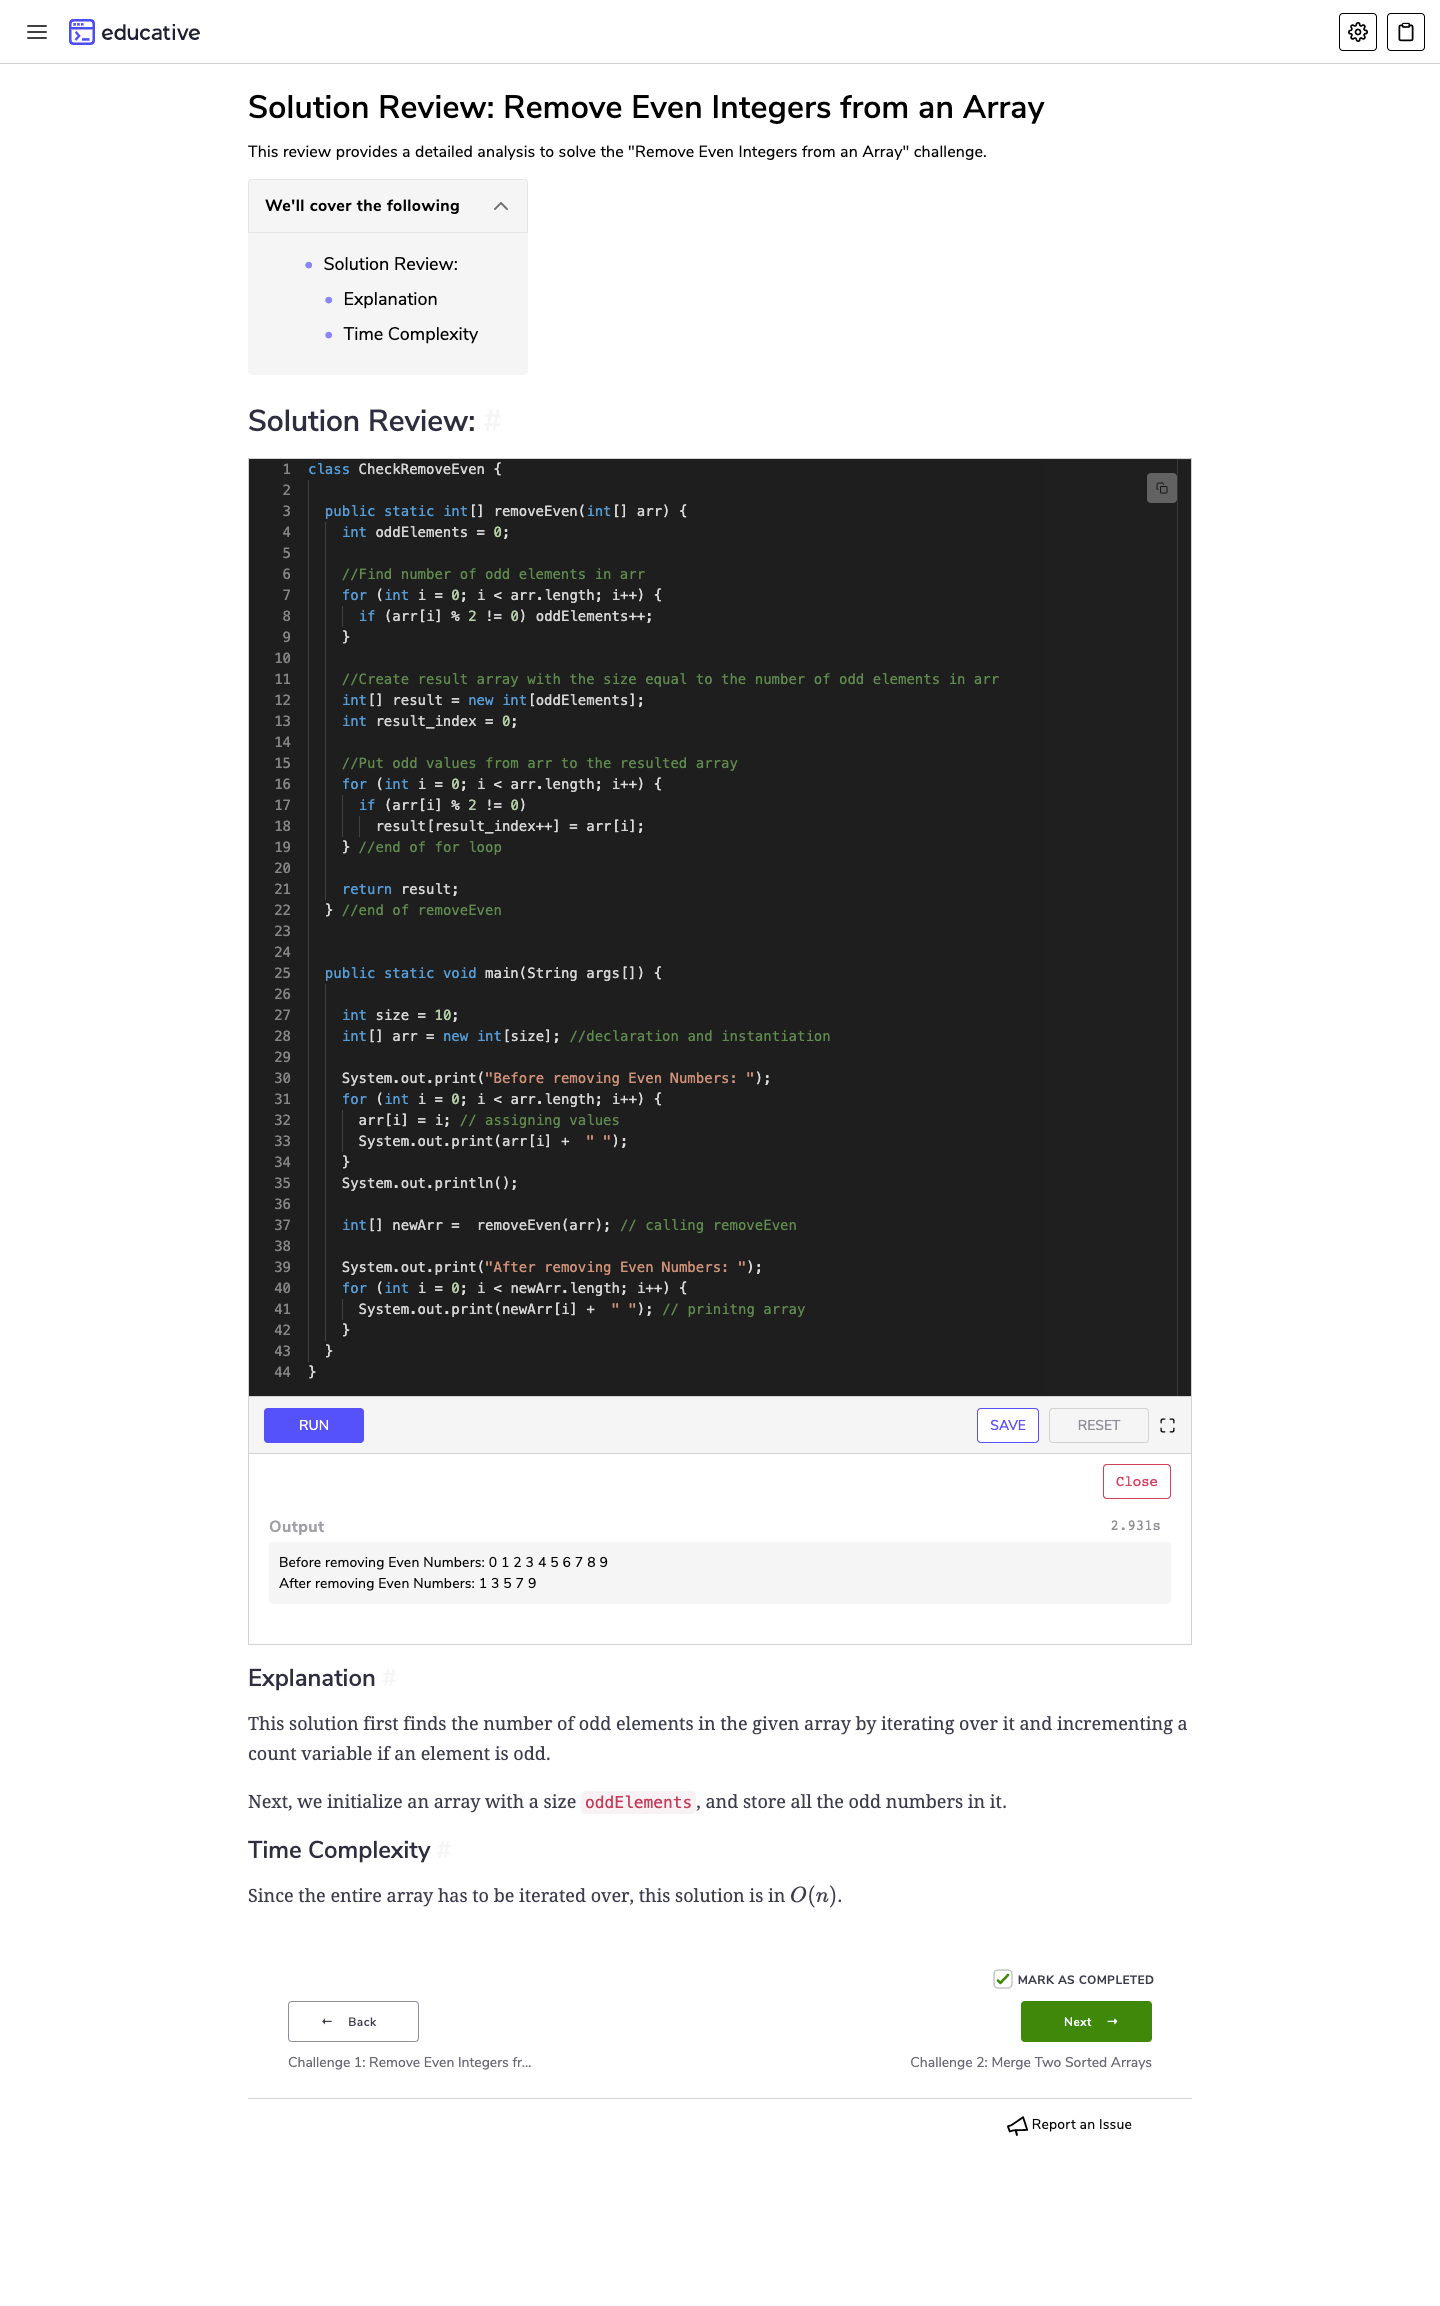 educative
Solution Review: Remove Even Integers from an Array
This review provides a detailed analysis to solve the "Remove Even Integers from an Array" challenge.
We'll cover the following
Solution Review:
Explanation
Time Complexity
Solution Review: #
1 class CheckRemoveEven {
2
3   public static int[] removeEven(int[] arr) {
4     int oddElements = 0;
5
6     //Find number of odd elements in arr
7     for (int i = 0; i < arr.length; i++) {
8       if (arr[i] % 2 != 0) oddElements++;
9     }
10
11     //Create result array with the size equal to the number of odd elements in arr
12     int[] result = new int[oddElements];
13     int result_index = 0;
14
15     //Put odd values from arr to the resulted array
16     for (int i = 0; i < arr.length; i++) {
17       if (arr[i] % 2 != 0)
18         result[result_index++] = arr[i];
19     } //end of for loop
20
21     return result;
22   } //end of removeEven
23
24
25   public static void main(String args[]) {
26
27     int size = 10;
28     int[] arr = new int[size]; //declaration and instantiation
29
30     System.out.print("Before removing Even Numbers: ");
31     for (int i = 0; i < arr.length; i++) {
32       arr[i] = i; // assigning values
33       System.out.print(arr[i] +  " ");
34     }
35     System.out.println();
36
37     int[] newArr =  removeEven(arr); // calling removeEven
38
39     System.out.print("After removing Even Numbers: ");
40     for (int i = 0; i < newArr.length; i++) {
41       System.out.print(newArr[i] +  " "); // prinitng array
42     }
43   }
44 }
RUN SAVE RESET
Close
Output 2.931s
Before removing Even Numbers: 0 1 2 3 4 5 6 7 8 9
After removing Even Numbers: 1 3 5 7 9
Explanation #
This solution first finds the number of odd elements in the given array by iterating over it and incrementing a
count variable if an element is odd.
Next, we initialize an array with a size oddElements, and store all the odd numbers in it.
Time Complexity #
Since the entire array has to be iterated over, this solution is in O(n).
MARK AS COMPLETED
← Back Next →
Challenge 1: Remove Even Integers fr... Challenge 2: Merge Two Sorted Arrays
Report an Issue